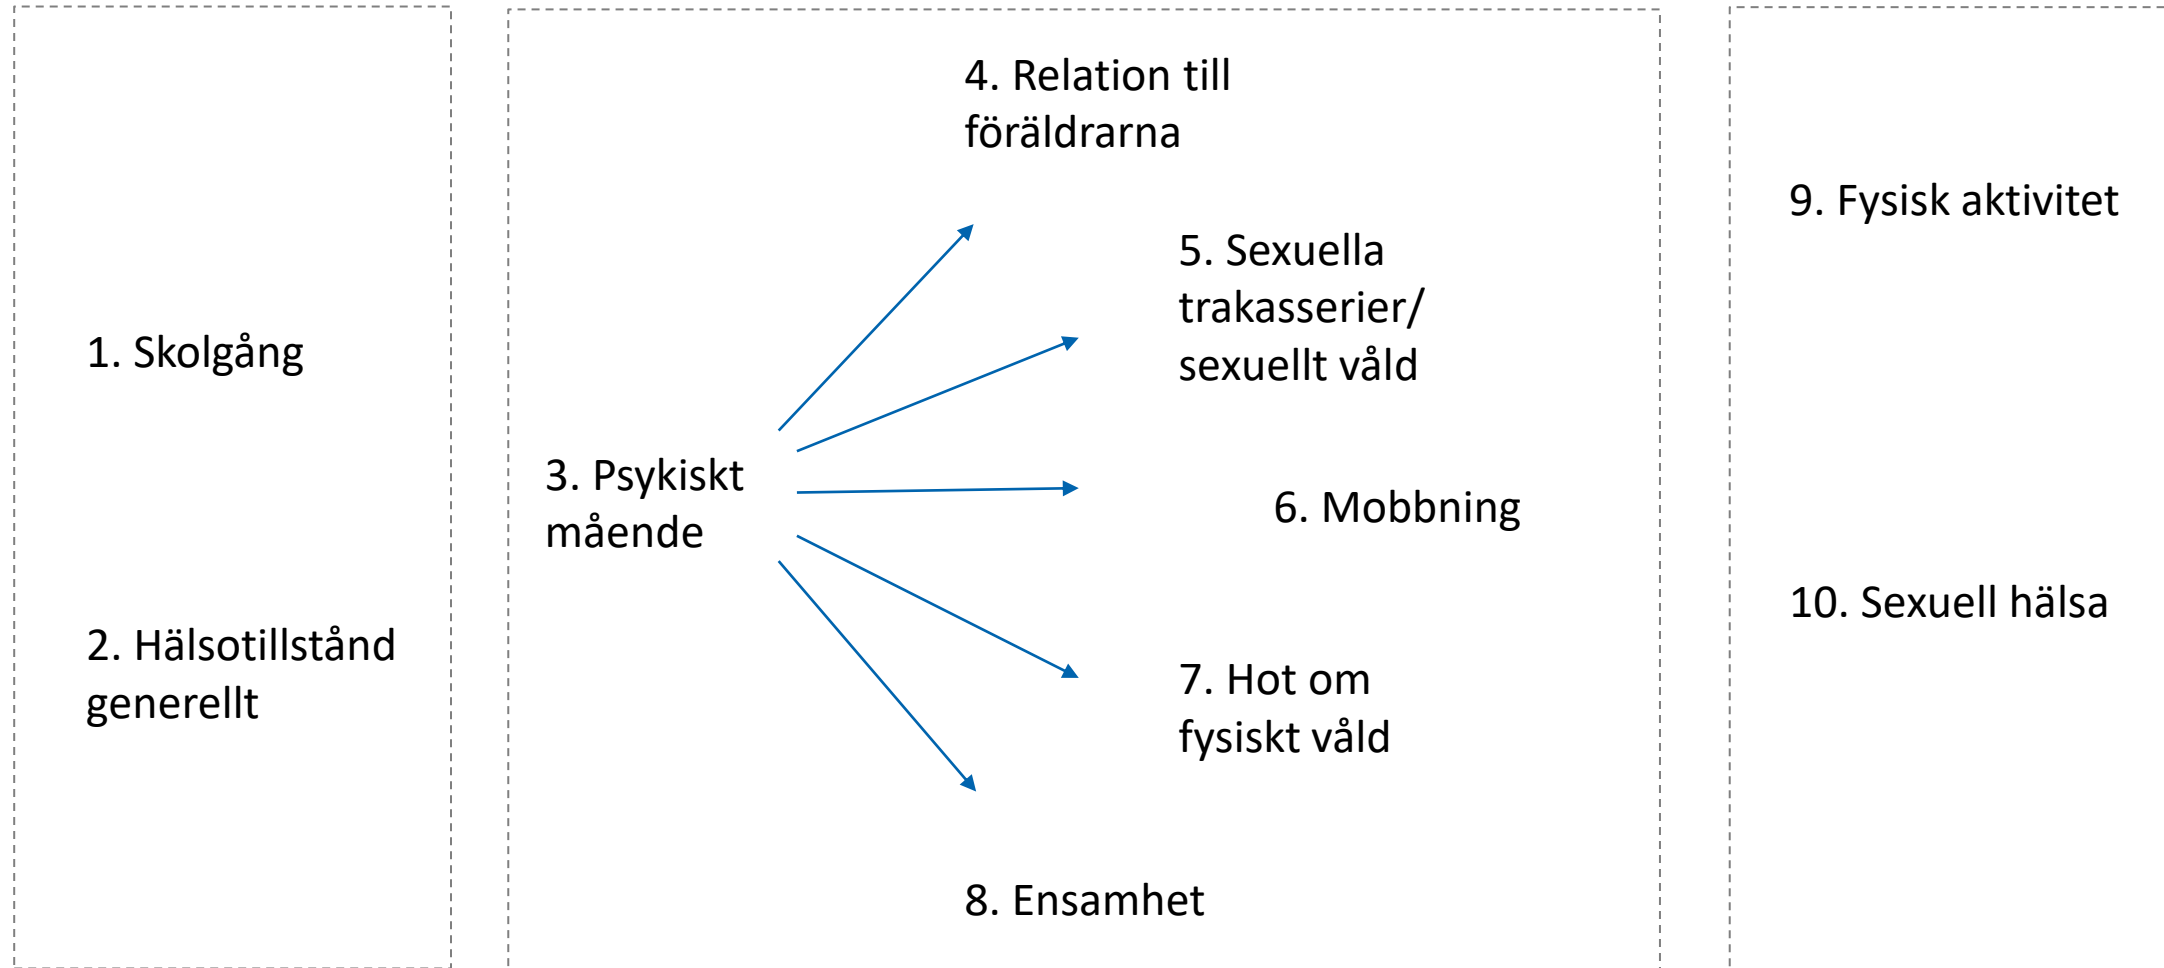 1. Skolgång
2. Hälsotillstånd
generellt
3. Psykiskt
mående
4. Relation till
föräldrarna
5. Sexuella
trakasserier/
sexuellt våld
6. Mobbning
7. Hot om
fysiskt våld
8. Ensamhet
9. Fysisk aktivitet
10. Sexuell hälsa